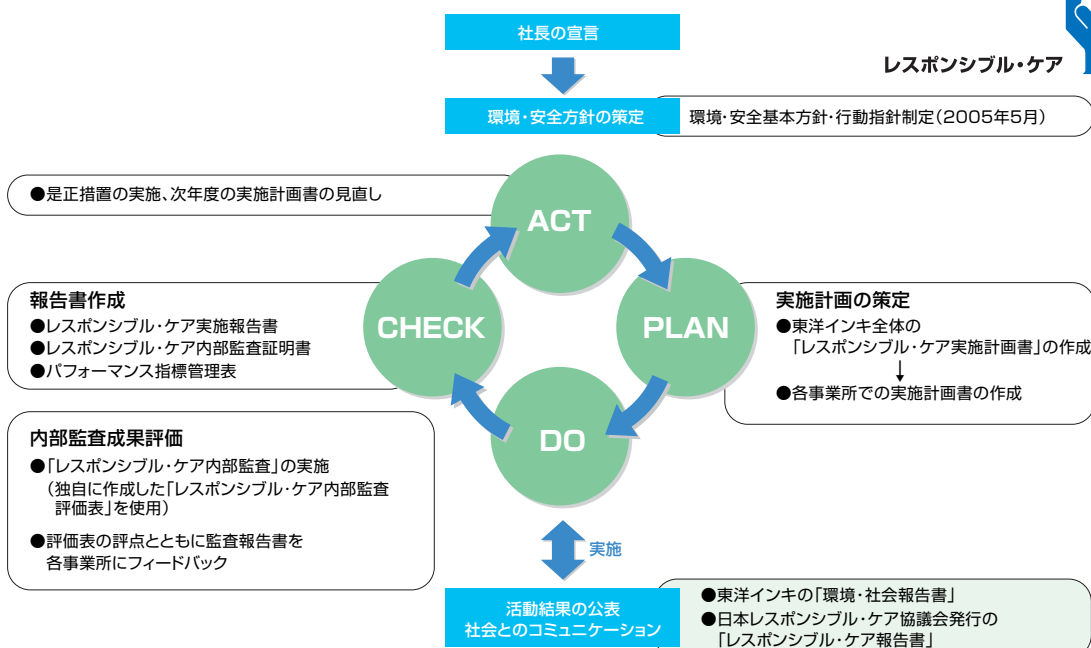 社長の宣言
レスポンシブル・ケア
環境・安全方針の策定
環境・安全基本方針・行動指針制定(2005年5月)
●是正措置の実施、次年度の実施計画書の見直し
ACT
報告書作成
●レスポンシブル・ケア実施報告書
●レスポンシブル・ケア内部監査証明書
●パフォーマンス指標管理表
CHECK
PLAN
実施計画の策定
●東洋インキ全体の
「レスポンシブル・ケア実施計画書」の作成
↓
●各事業所での実施計画書の作成
内部監査成果評価
●「レスポンシブル・ケア内部監査」の実施
(独自に作成した「レスポンシブル・ケア内部監査
評価表」を使用)
●評価表の評点とともに監査報告書を
各事業所にフィードバック
DO
実施
活動結果の公表
社会とのコミュニケーション
●東洋インキの「環境・社会報告書」
●日本レスポンシブル・ケア協議会発行の
「レスポンシブル・ケア報告書」